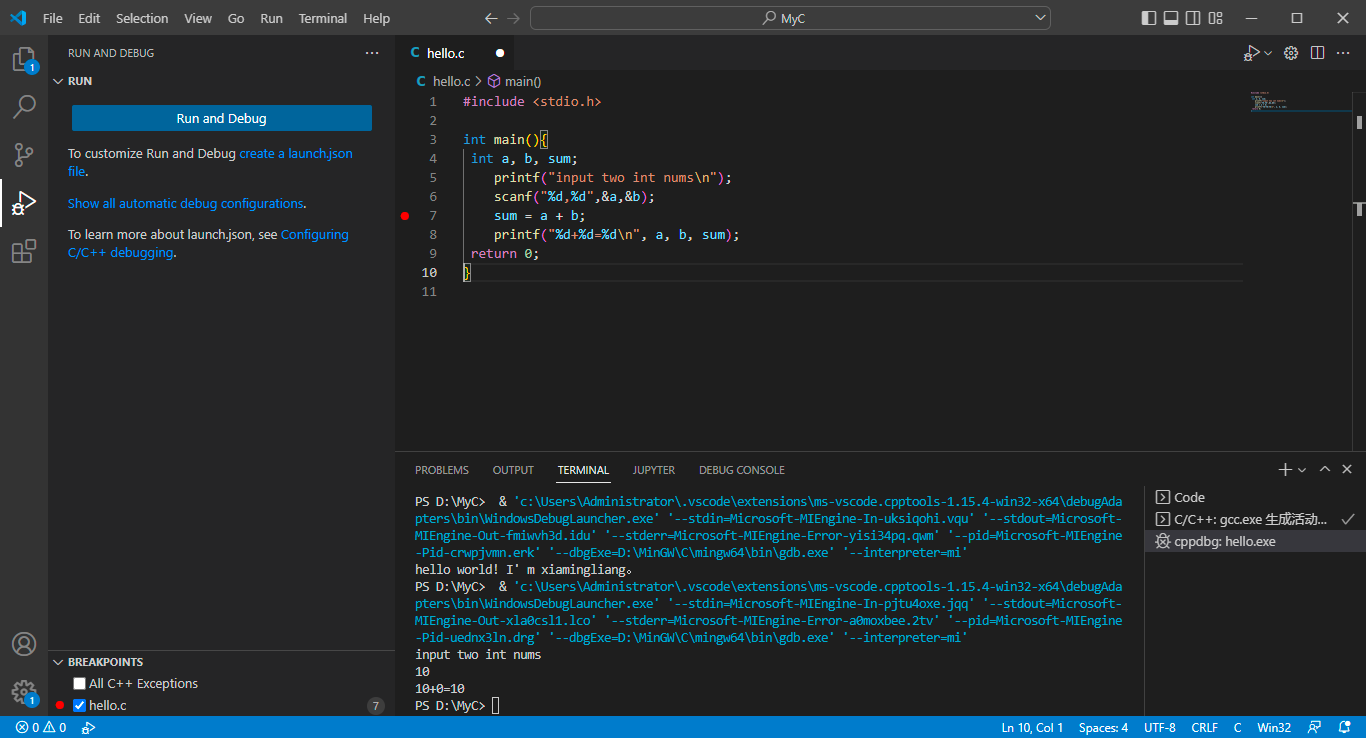 File Edit Selection View Go Run Terminal Help MyC
RUN AND DEBUG
RUN
Run and Debug
To customize Run and Debug create a launch.json
file.
Show all automatic debug configurations.
To learn more about launch.json, see Configuring
C/C++ debugging.
BREAKPOINTS
All C++ Exceptions
hello.c 7
C hello.c
C hello.c > main()
1 #include <stdio.h>
2
3 int main(){
4 int a, b, sum;
5 printf("input two int nums\n");
6 scanf("%d,%d",&a,&b);
7 sum = a + b;
8 printf("%d+%d=%d\n", a, b, sum);
9 return 0;
10 }
11
PROBLEMS OUTPUT TERMINAL JUPYTER DEBUG CONSOLE
PS D:\MyC>  & 'c:\Users\Administrator\.vscode\extensions\ms-vscode.cpptools-1.15.4-win32-x64\debugAda
pters\bin\WindowsDebugLauncher.exe' '--stdin=Microsoft-MIEngine-In-uksiqohi.vqu' '--stdout=Microsoft-
MIEngine-Out-fmiwvh3d.idu' '--stderr=Microsoft-MIEngine-Error-yisi34pq.qwm' '--pid=Microsoft-MIEngine
-Pid-crwpjvmn.erk' '--dbgExe=D:\MinGW\C\mingw64\bin\gdb.exe' '--interpreter=mi'
hello world! I' m xiamingliang。
PS D:\MyC>  & 'c:\Users\Administrator\.vscode\extensions\ms-vscode.cpptools-1.15.4-win32-x64\debugAda
pters\bin\WindowsDebugLauncher.exe' '--stdin=Microsoft-MIEngine-In-pjtu4oxe.jqq' '--stdout=Microsoft-
MIEngine-Out-xla0csl1.lco' '--stderr=Microsoft-MIEngine-Error-a0moxbee.2tv' '--pid=Microsoft-MIEngine
-Pid-uednx3ln.drg' '--dbgExe=D:\MinGW\C\mingw64\bin\gdb.exe' '--interpreter=mi'
input two int nums
10
10+0=10
PS D:\MyC>
Code
C/C++: gcc.exe 生成活动...
cppdbg: hello.exe
1
1
0 0
Ln 10, Col 1 Spaces: 4 UTF-8 CRLF C Win32